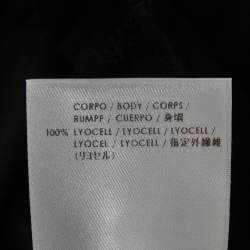 CORPO / BODY / CORPS /
RUMPF / CUERPO / 身頃
100% LYOCELL / LYOCELL / LYOCELL /
LYOCEL / LYOCELL / 指定外繊維
(リヨセル)